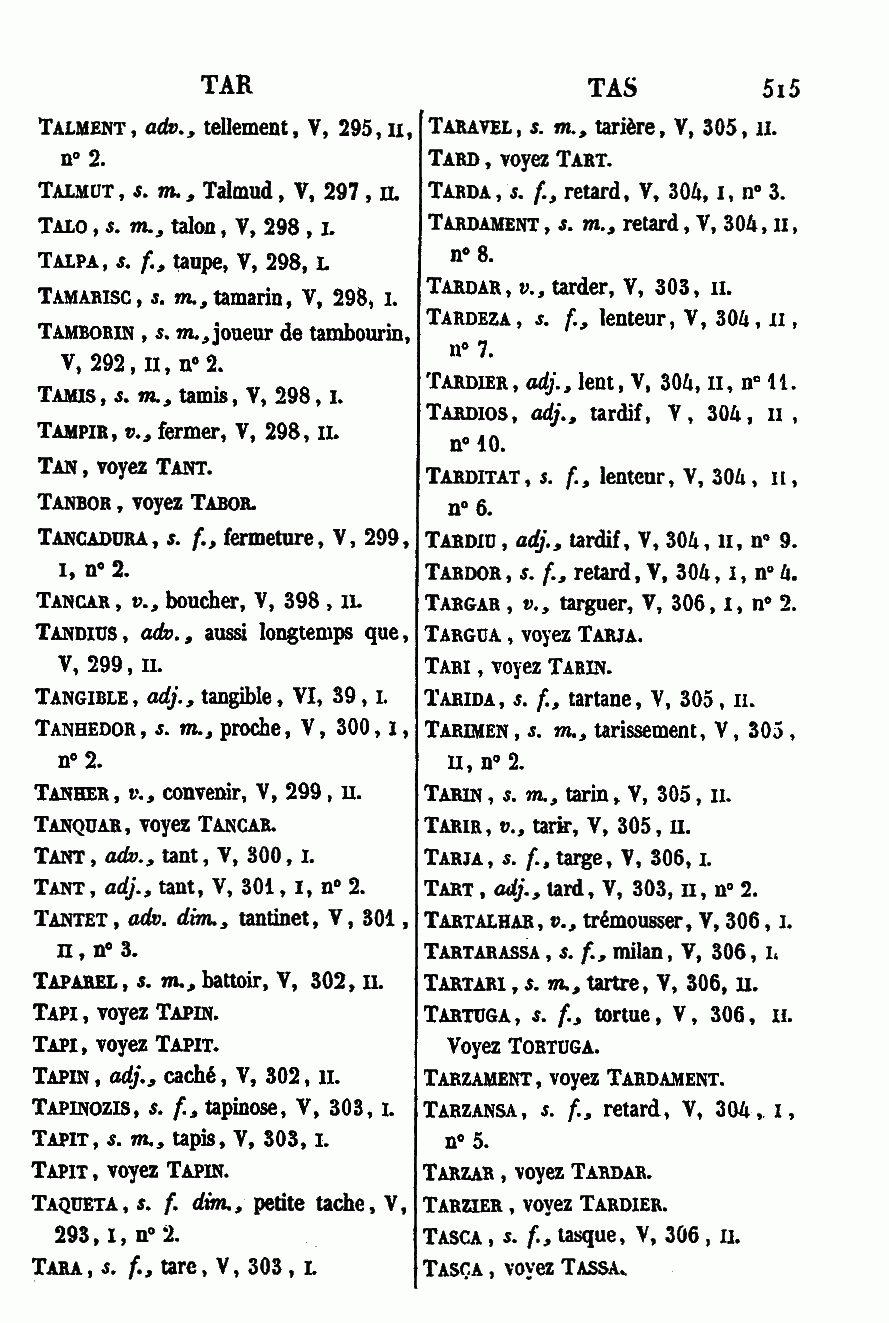 TAR
TAS 515
TALMENT, adv., tellement, V, 295, II,
n° 2.
TALMUT, s. m., Talmud, V, 297, II.
TALO, s. m., talon, V, 298, I.
TALPA, s. f., taupe, V, 298, I.
TAMARISC, s. m., tamarin, V, 298, I.
TAMBORIN, s. m., joueur de tambourin,
V, 292, II, n° 2.
TAMIS, s. m., tamis, V, 298, I.
TAMPIR, v., fermer, V, 298, II.
TAN, voyez TANT.
TANBOR, voyez TABOR.
TANCADURA, s. f., fermeture, V, 299,
I, n° 2.
TANCAR, v., boucher, V, 398, II.
TANDIUS, adv., aussi longtemps que,
V, 299, II.
TANGIBLE, adj., tangible, VI, 39, I.
TANHEDOR, s. m., proche, V, 300, I,
n° 2.
TANHER, v., convenir, V, 299, II.
TANQUAR, voyez TANCAR.
TANT, adv., tant, V, 300, I.
TANT, adj., tant, V, 301, I, n° 2.
TANTET, adv. dim., tantinet, V, 301,
II, n° 3.
TAPAREL, s. m., battoir, V, 302, II.
TAPI, voyez TAPIN.
TAPI, voyez TAPIT.
TAPIN, adj., caché, V, 302, II.
TAPINOZIS, s. f., tapinose, V, 303, I.
TAPIT, s. m., tapis, V, 303, I.
TAPIT, voyez TAPIN.
TAQUETA, s. f. dim., petite tache, V,
293, I, n° 2.
TARA, s. f., tare, V, 303, I.
TARAVEL, s. m., tarière, V, 305, II.
TARD, voyez TART.
TARDA, s. f., retard, V, 304, I, n° 3.
TARDAMENT, s. m., retard, V, 304, II,
n° 8.
TARDAR, v., tarder, V, 303, II.
TARDEZA, s. f., lenteur, V, 304, II,
n° 7.
TARDIER, adj., lent, V, 304, II, n° 11.
TARDIOS, adj., tardif, V, 304, II,
n° 10.
TARDITAT, s. f., lenteur, V, 304, II,
n° 6.
TARDIU, adj., tardif, V, 304, II, n° 9.
TARDOR, s. f., retard, V, 304, I, n° 4.
TARGAR, v., targuer, V, 306, I, n° 2.
TARGUA, voyez TARJA.
TARI, voyez TARIN.
TARIDA, s. f., tartane, V, 305, II.
TARIMEN, s. m., tarissement, V, 305,
II, n° 2.
TARIN, s. m., tarin, V, 305, II.
TARIR, v., tarir, V, 305, II.
TARJA, s. f., targe, V, 306, I.
TART, adj., tard, V, 303, II, n° 2.
TARTALHAR, v., trémousser, V, 306, I.
TARTARASSA, s. f., milan, V, 306, I.
TARTARI, s. m., tartre, V, 306, II.
TARTUGA, s. f., tortue, V, 306, II.
Voyez TORTUGA.
TARZAMENT, voyez TARDAMENT.
TARZANSA, s. f., retard, V, 304, I,
n° 5.
TARZAR, voyez TARDAR.
TARZIER, voyez TARDIER.
TASCA, s. f., tasque, V, 306, II.
TASÇA, voyez TASSA.